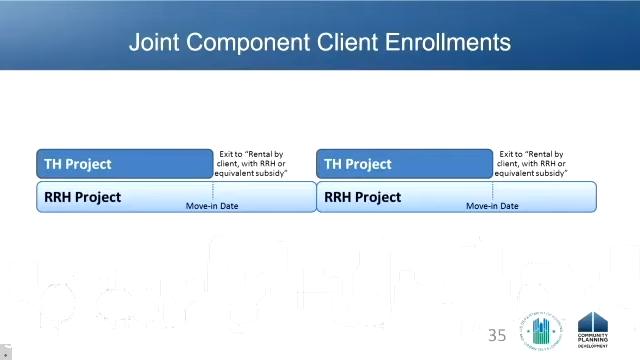 Joint Component Client Enrollments
TH Project
Exit to “Rental by
client, with RRH or
equivalent subsidy”
TH Project
Exit to “Rental by
client, with RRH or
equivalent subsidy”
RRH Project
Move-in Date
RRH Project
Move-in Date
35
COMMUNITY
PLANNING
DEVELOPMENT